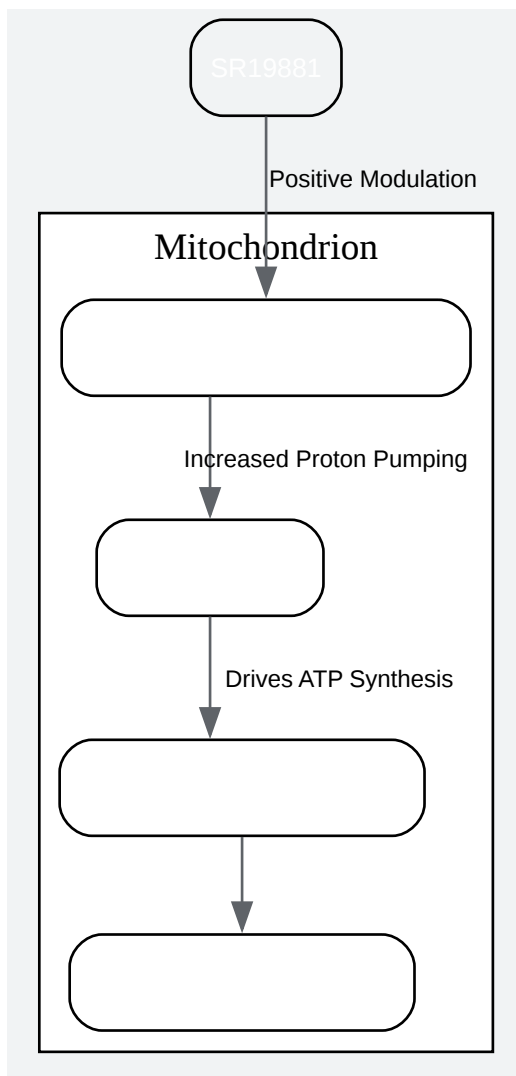 SR19881
Positive Modulation
Mitochondrion
Increased Proton Pumping
Drives ATP Synthesis